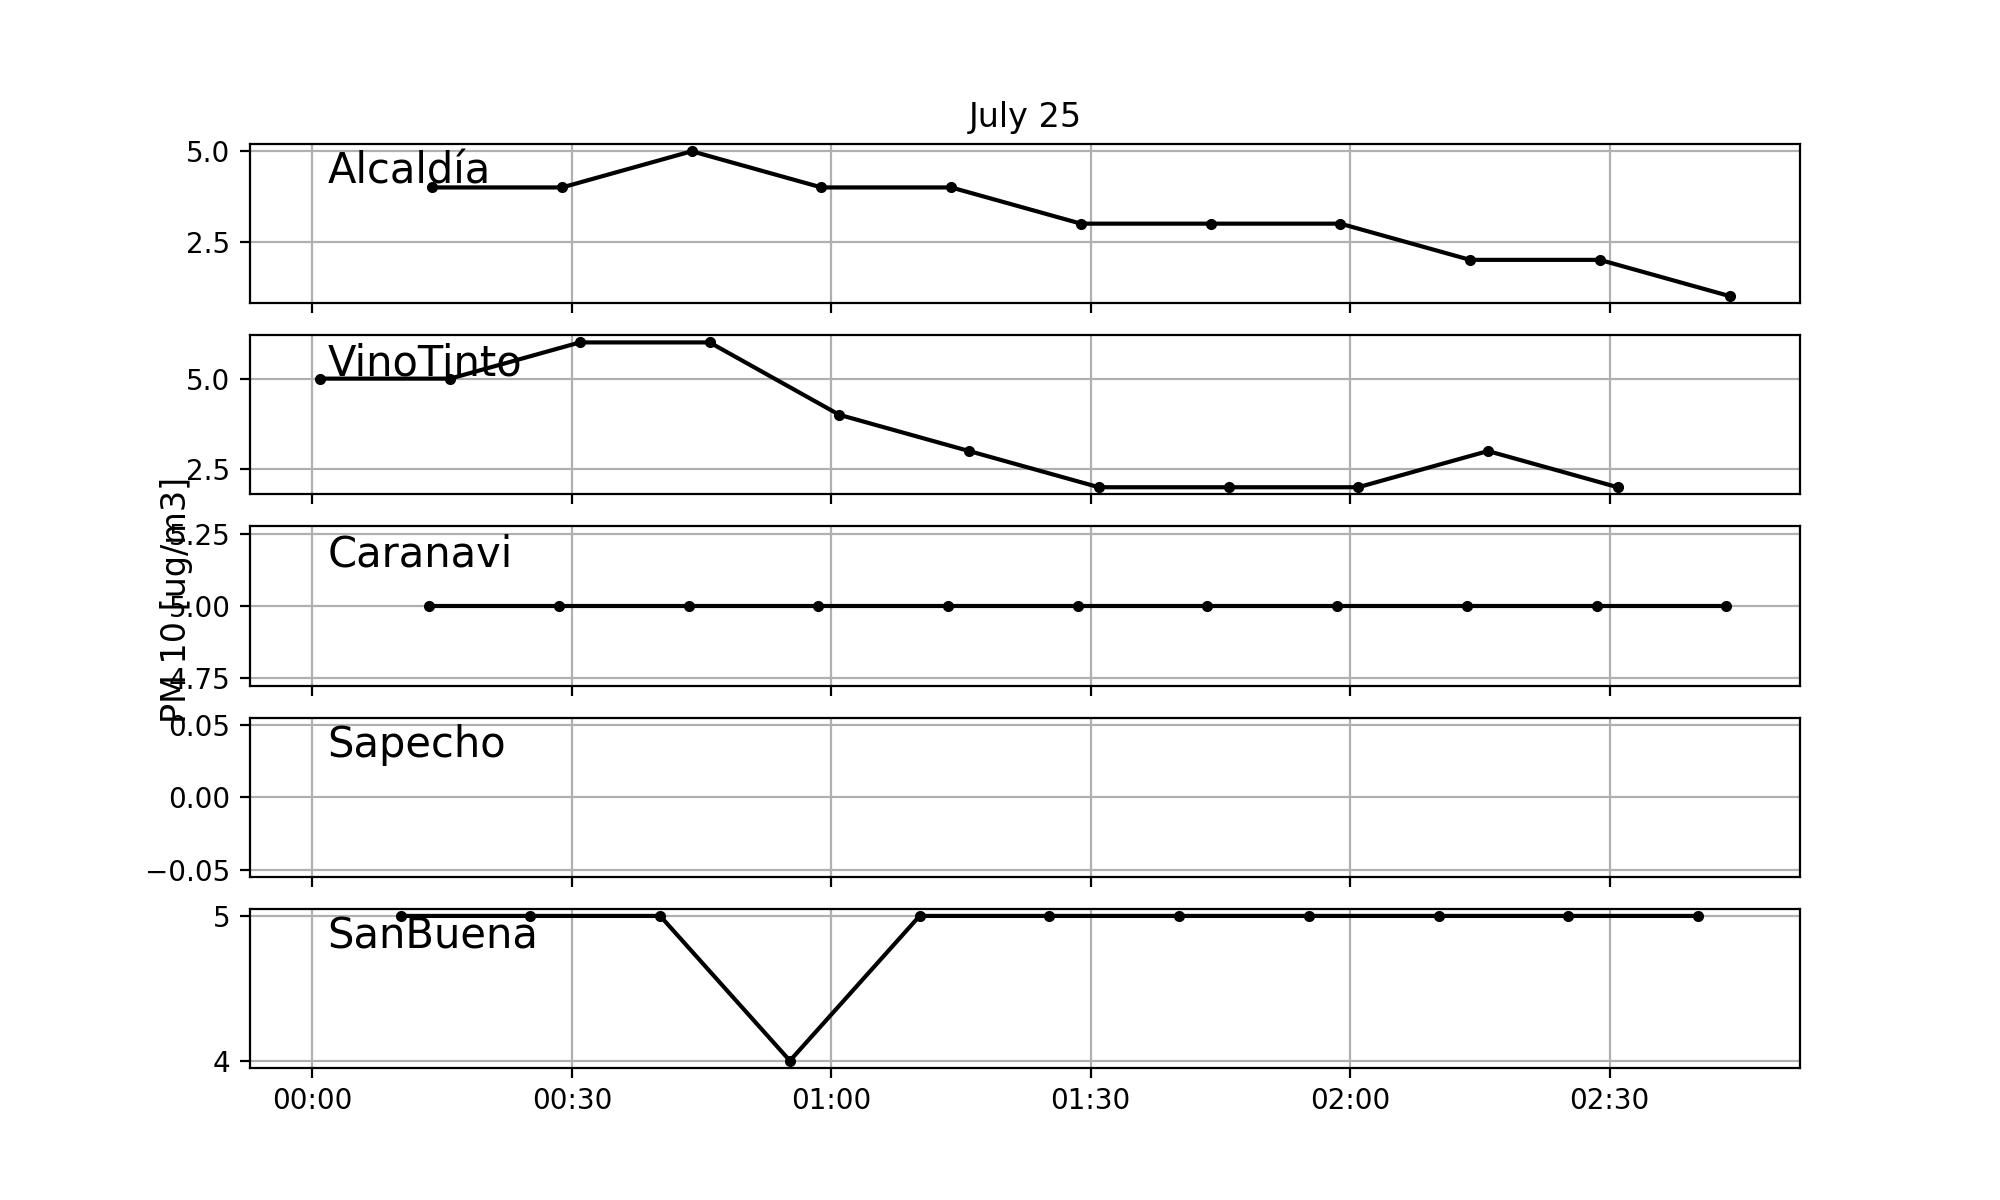 July 25
5.0
Alcaldía
2.5
VinoTinto
5.0
2.5
PM 10 [ug/m3]
5.25
Caranavi
5.00
4.75
0.05
Sapecho
0.00
−0.05
5
SanBuena
4
00:00 00:30 01:00 01:30 02:00 02:30